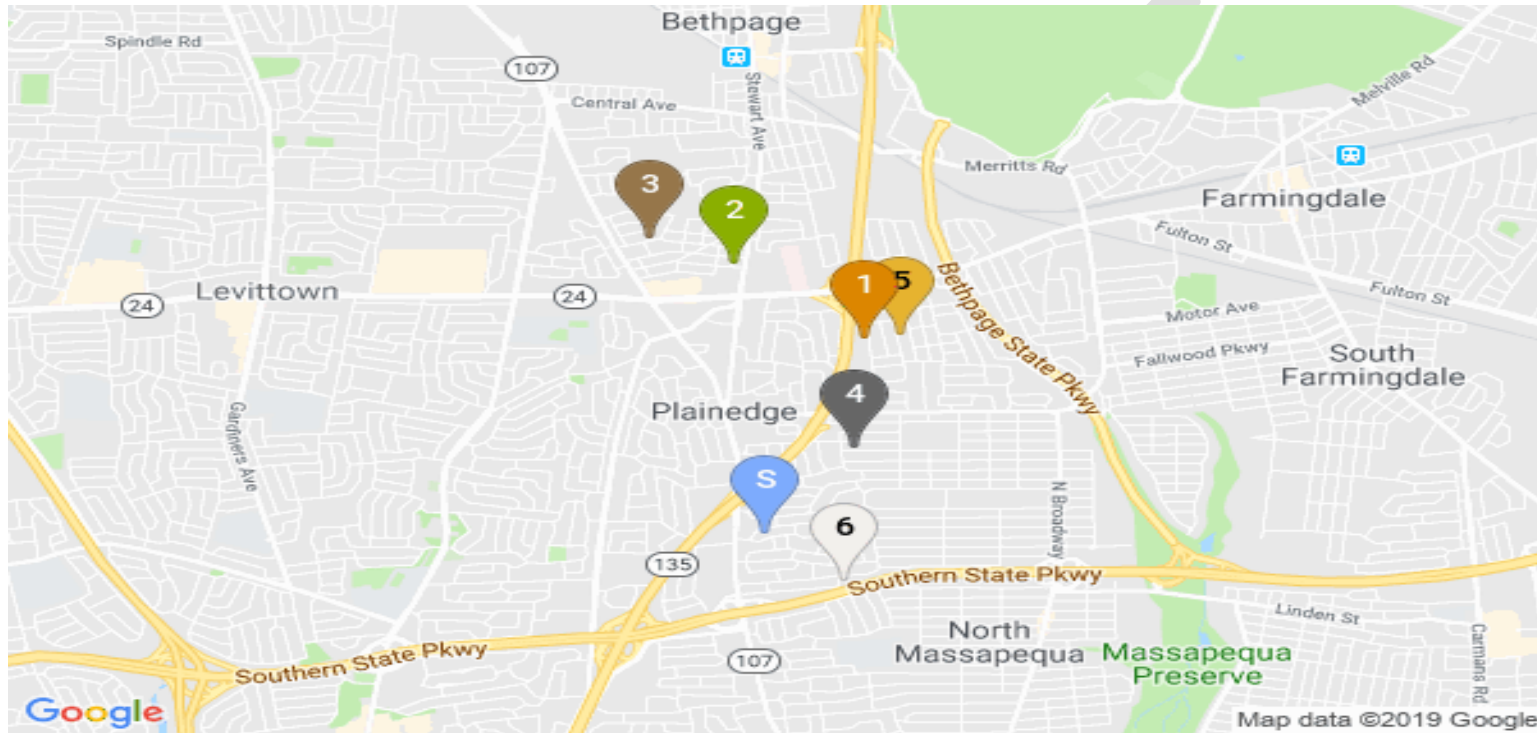 Bethpage
Spindle Rd
107
Central Ave
Stewart Ave
Melville Rd
Merritts Rd
Farmingdale
3
2
Fulton St
Levittown
24
24
1
5
Bethpage State Pkwy
Fulton St
Motor Ave
Fallwood Pkwy
South
Farmingdale
Plainedge
4
Gardiners Ave
S
6
N Broadway
135
Southern State Pkwy
Linden St
North
Massapequa
Massapequa
Preserve
107
Southern State Pkwy
Carmans Rd
Google
Map data ©2019 Google